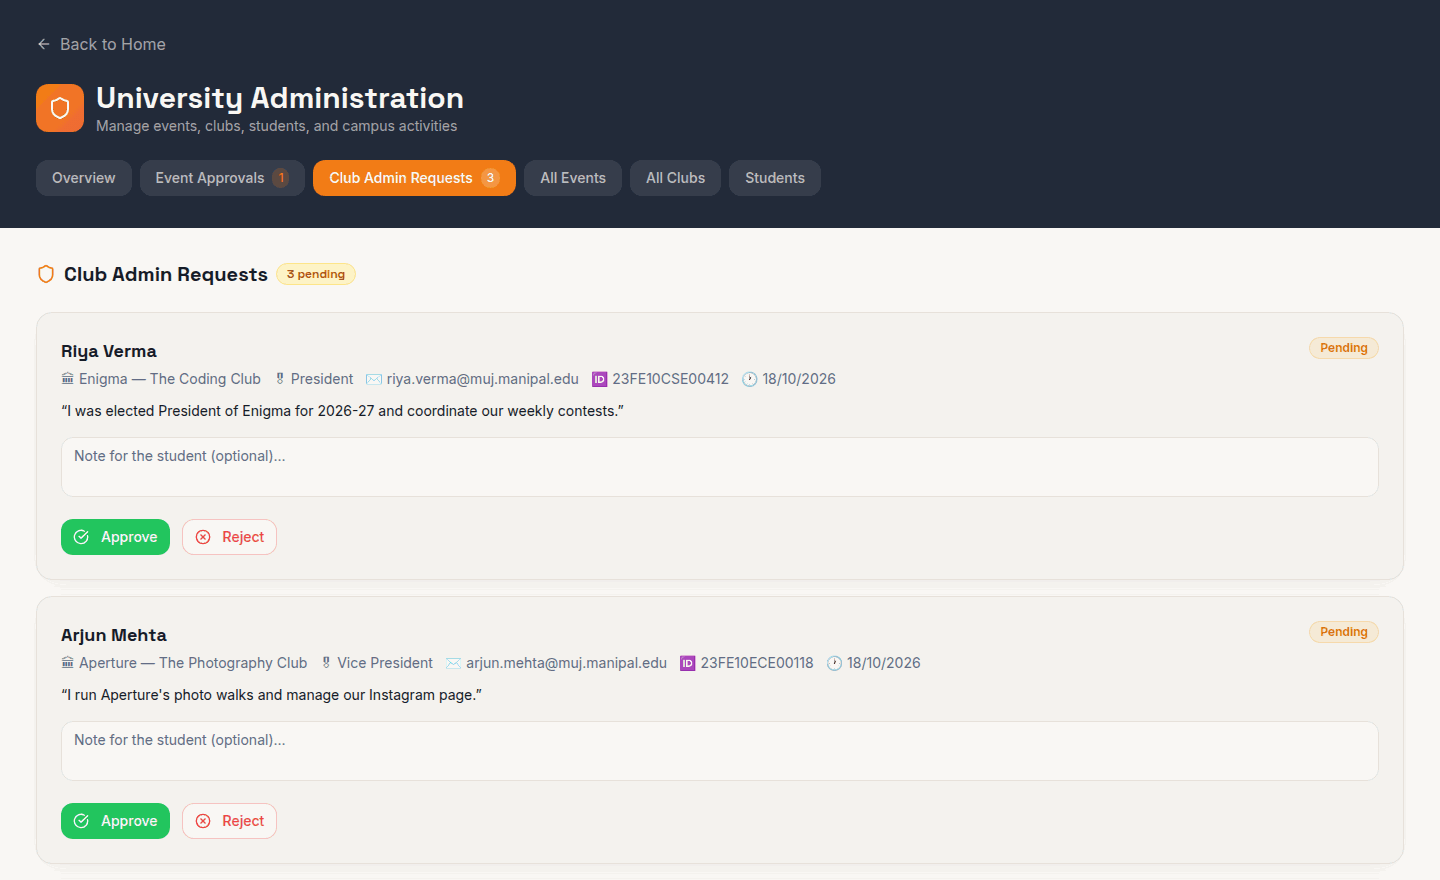 Back to Home
University Administration
Manage events, clubs, students, and campus activities
Overview Event Approvals 1 Club Admin Requests 3 All Events All Clubs Students
Club Admin Requests 3 pending
Riya Verma Pending
🏛 Enigma — The Coding Club 🎖 President ✉️ riya.verma@muj.manipal.edu 🆔 23FE10CSE00412 🕐 18/10/2026
“I was elected President of Enigma for 2026-27 and coordinate our weekly contests.”
Note for the student (optional)...
Approve Reject
Arjun Mehta Pending
🏛 Aperture — The Photography Club 🎖 Vice President ✉️ arjun.mehta@muj.manipal.edu 🆔 23FE10ECE00118 🕐 18/10/2026
“I run Aperture's photo walks and manage our Instagram page.”
Note for the student (optional)...
Approve Reject